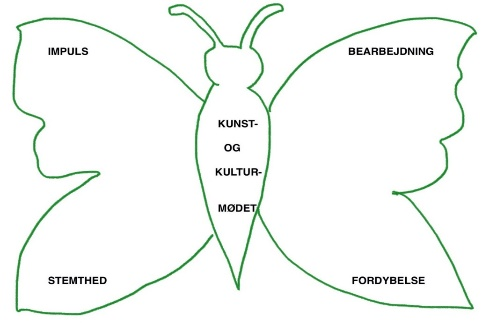 IMPULS
BEARBEJDNING
KUNST-
OG
KULTUR-
MØDET
STEMTHED
FORDYBELSE